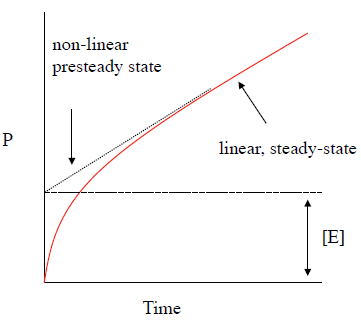 non-linear
presteady state
P
linear, steady-state
[E]
Time